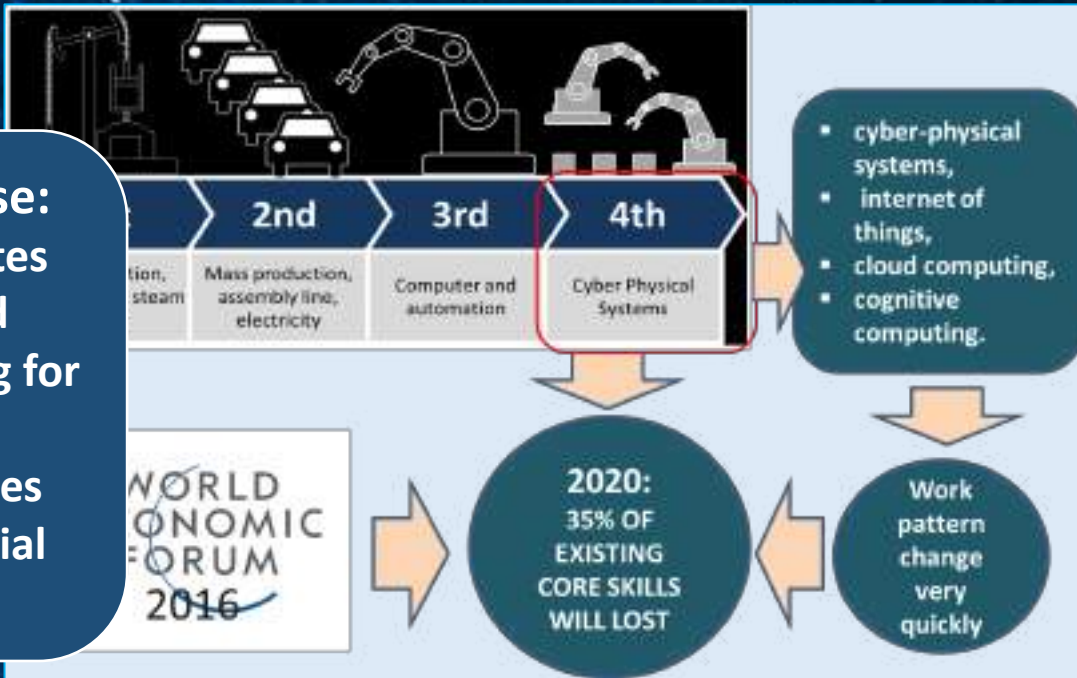 se:
tes
d
g for
es
ial
2nd
3rd
4th
tion,
steam
Mass production,
assembly line,
electricity
Computer and
automation
Cyber Physical
Systems
▪ cyber-physical
systems,
▪ internet of
things,
▪ cloud computing,
▪ cognitive
computing.
WORLD
ONOMIC
FORUM
2016
2020:
35% OF
EXISTING
CORE SKILLS
WILL LOST
Work
pattern
change
very
quickly